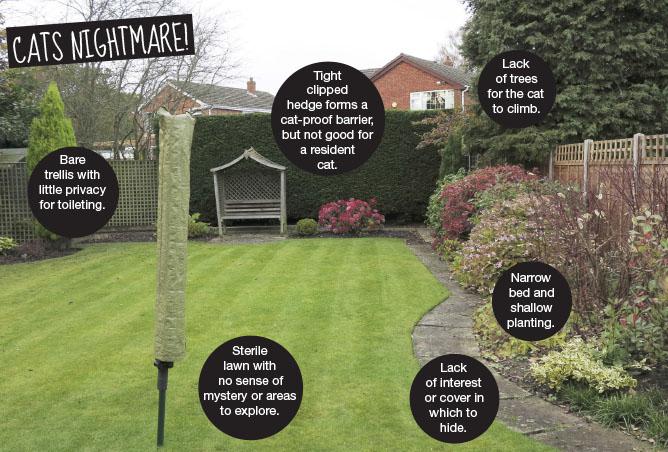 CATS NIGHTMARE!
Tight
clipped
hedge forms a
cat-proof barrier,
but not good for
a resident
cat.
Lack
of trees
for the cat
to climb.
Bare
trellis with
little privacy
for toileting.
Narrow
bed and
shallow
planting.
Sterile
lawn with
no sense of
mystery or areas
to explore.
Lack
of interest
or cover in
which to
hide.